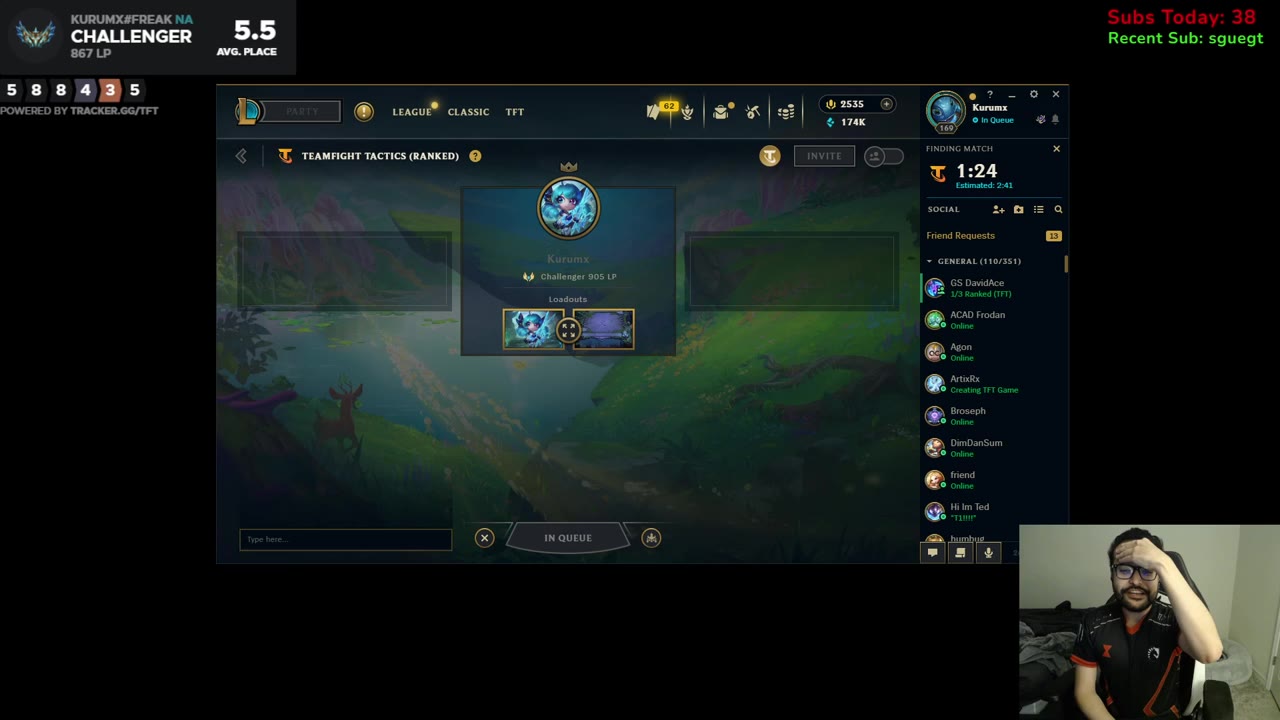 KURUMX#FREAK NA
CHALLENGER
867 LP
5.5
AVG. PLACE
5 8 8 4 3 5
POWERED BY TRACKER.GG/TFT
Subs Today: 38
Recent Sub: sguegt
PARTY
LEAGUE
CLASSIC
TFT
62
2535
174K
169
Kurumx
In Queue
TEAMFIGHT TACTICS (RANKED)
INVITE
FINDING MATCH
1:24
Estimated: 2:41
SOCIAL
Friend Requests
13
GENERAL (110/351)
GS DavidAce
1/3 Ranked (TFT)
ACAD Frodan
Online
Agon
Online
ArtixRx
Creating TFT Game
Broseph
Online
DimDanSum
Online
friend
Online
Hi Im Ted
"T1!!!!"
humbug
Kurumx
Challenger 905 LP
Loadouts
Type here...
IN QUEUE